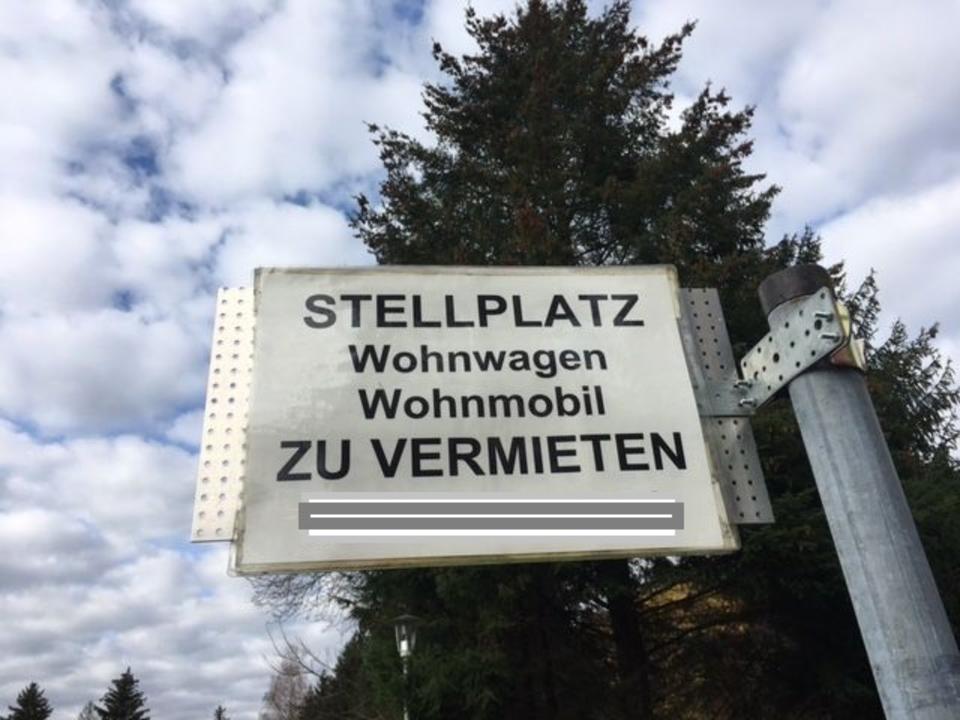 STELLPLATZ
Wohnwagen
Wohnmobil
ZU VERMIETEN